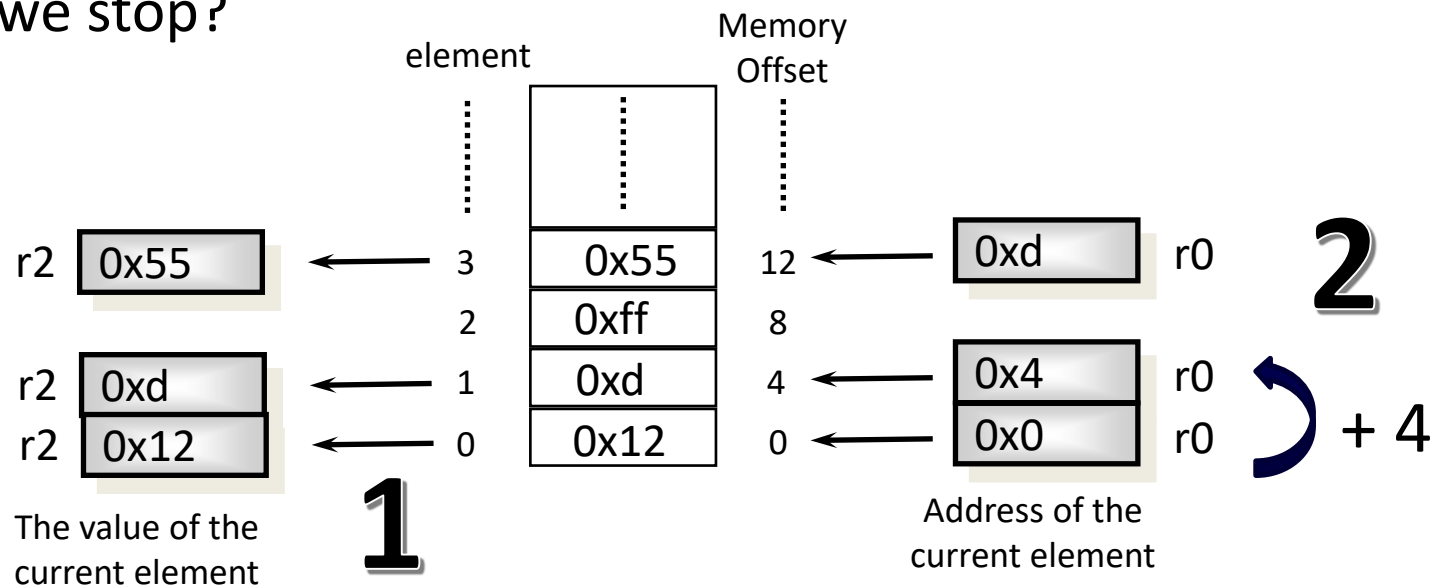 we stop?
element
Memory
Offset
r2 0x55 3 0x55 12 0xd r0 2
2 0xff 8
r2 0xd 1 0xd 4 0x4 r0
r2 0x12 0 0x12 0 0x0 r0 + 4
1
The value of the
current element
Address of the
current element